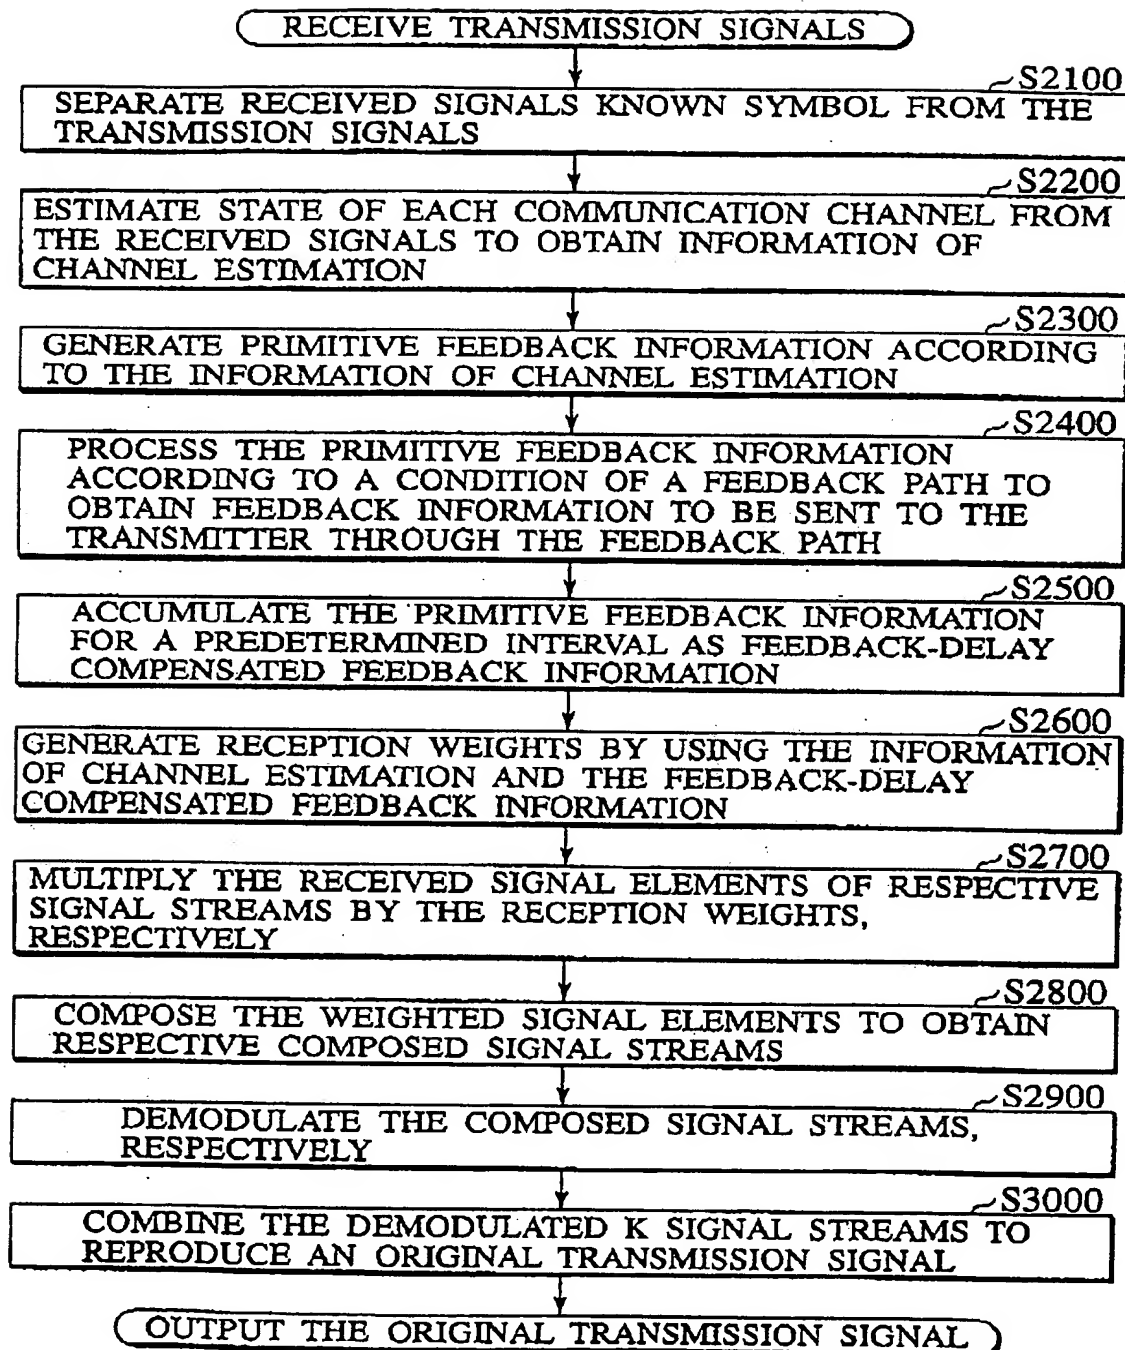 RECEIVE TRANSMISSION SIGNALS
S2100
SEPARATE RECEIVED SIGNALS KNOWN SYMBOL FROM THE
TRANSMISSION SIGNALS
S2200
ESTIMATE STATE OF EACH COMMUNICATION CHANNEL FROM
THE RECEIVED SIGNALS TO OBTAIN INFORMATION OF
CHANNEL ESTIMATION
S2300
GENERATE PRIMITIVE FEEDBACK INFORMATION ACCORDING
TO THE INFORMATION OF CHANNEL ESTIMATION
S2400
PROCESS THE PRIMITIVE FEEDBACK INFORMATION
ACCORDING TO A CONDITION OF A FEEDBACK PATH TO
OBTAIN FEEDBACK INFORMATION TO BE SENT TO THE
TRANSMITTER THROUGH THE FEEDBACK PATH
S2500
ACCUMULATE THE PRIMITIVE FEEDBACK INFORMATION
FOR A PREDETERMINED INTERVAL AS FEEDBACK-DELAY
COMPENSATED FEEDBACK INFORMATION
S2600
GENERATE RECEPTION WEIGHTS BY USING THE INFORMATION
OF CHANNEL ESTIMATION AND THE FEEDBACK-DELAY
COMPENSATED FEEDBACK INFORMATION
S2700
MULTIPLY THE RECEIVED SIGNAL ELEMENTS OF RESPECTIVE
SIGNAL STREAMS BY THE RECEPTION WEIGHTS,
RESPECTIVELY
S2800
COMPOSE THE WEIGHTED SIGNAL ELEMENTS TO OBTAIN
RESPECTIVE COMPOSED SIGNAL STREAMS
S2900
DEMODULATE THE COMPOSED SIGNAL STREAMS,
RESPECTIVELY
S3000
COMBINE THE DEMODULATED K SIGNAL STREAMS TO
REPRODUCE AN ORIGINAL TRANSMISSION SIGNAL
OUTPUT THE ORIGINAL TRANSMISSION SIGNAL